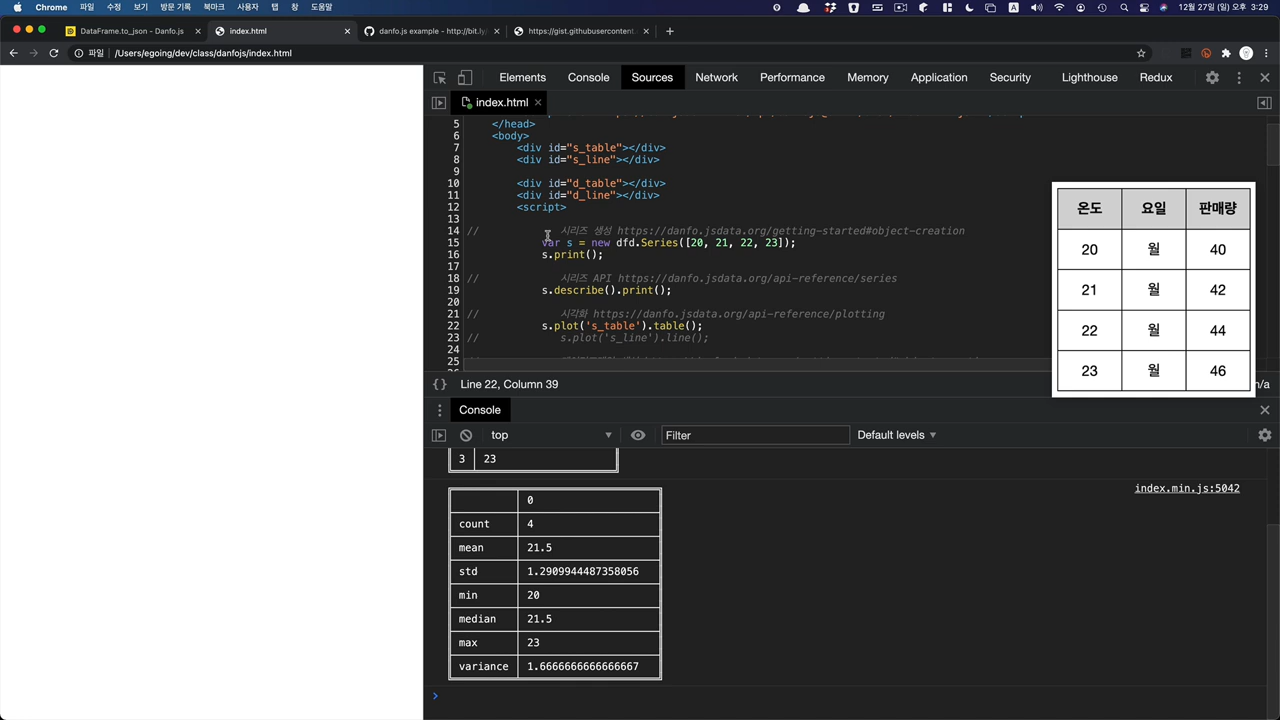 Chrome 파일 수정 보기 방문 기록 북마크 사용자 탭 창 도움말
12월 27일 (일) 오후 3:29
DataFrame.to_json - Danfo.js
index.html
danfo.js example - http://bit.ly/
https://gist.githubusercontent.
파일 /Users/egoing/dev/class/danfojs/index.html
Elements Console Sources Network Performance Memory Application Security Lighthouse Redux
index.html
5 </head>
6 <body>
7 <div id="s_table"></div>
8 <div id="s_line"></div>
9
10 <div id="d_table"></div>
11 <div id="d_line"></div>
12 <script>
13
14 // 시리즈 생성 https://danfo.jsdata.org/getting-started#object-creation
15 var s = new dfd.Series([20, 21, 22, 23]);
16 s.print();
17
18 // 시리즈 API https://danfo.jsdata.org/api-reference/series
19 s.describe().print();
20
21 // 시각화 https://danfo.jsdata.org/api-reference/plotting
22 s.plot('s_table').table();
23 // s.plot('s_line').line();
24
25
온도 요일 판매량
20 월 40
21 월 42
22 월 44
23 월 46
{} Line 22, Column 39
n/a
Console
top
Filter
Default levels
3 23
index.min.js:5042
0
count 4
mean 21.5
std 1.2909944487358056
min 20
median 21.5
max 23
variance 1.6666666666666667